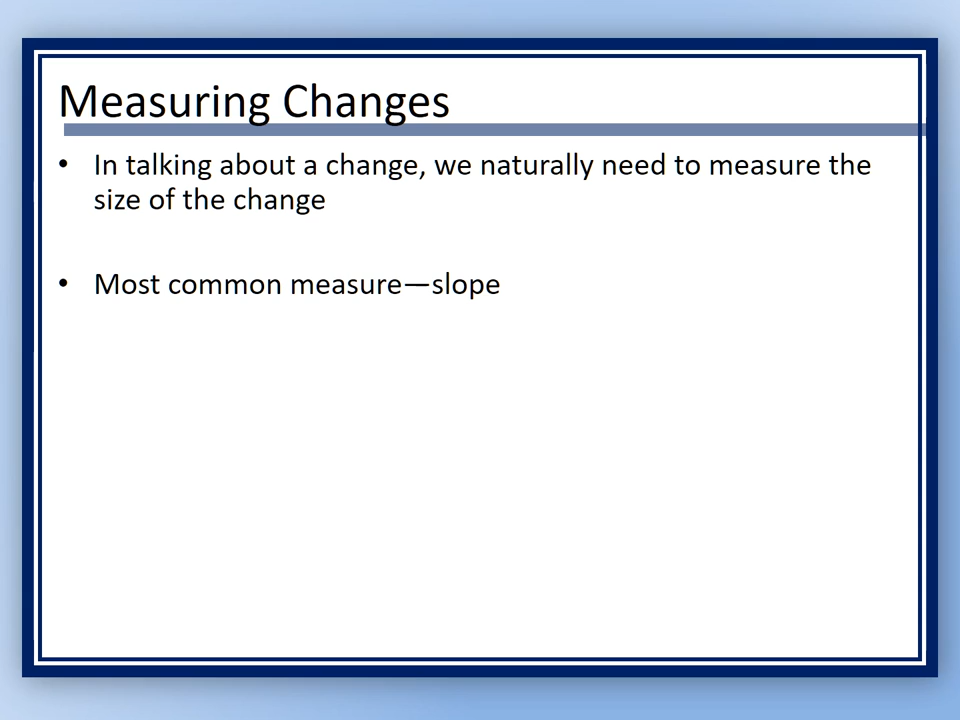 Measuring Changes
• In talking about a change, we naturally need to measure the
size of the change
• Most common measure—slope